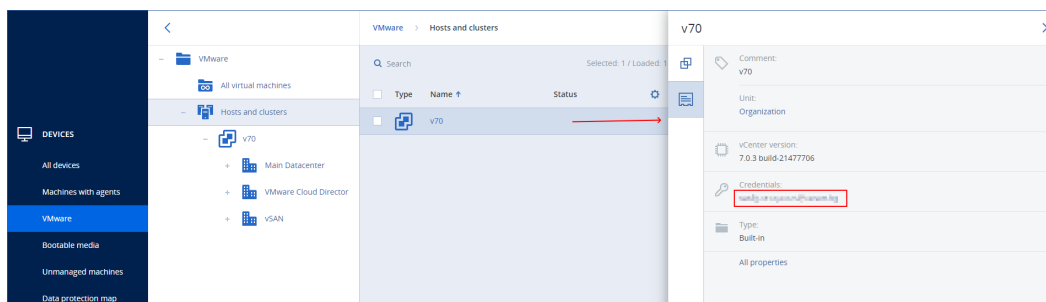 DEVICES
All devices
Machines with agents
VMware
Bootable media
Unmanaged machines
Data protection map
VMware
All virtual machines
Hosts and clusters
v70
Main Datacenter
VMware Cloud Director
vSAN
VMware > Hosts and clusters
Search
Selected: 1 / Loaded: 1
Type Name ↑ Status
v70
v70
Comment:
v70
Unit:
Organization
vCenter version:
7.0.3 build-21477706
Credentials:
Type:
Built-in
All properties